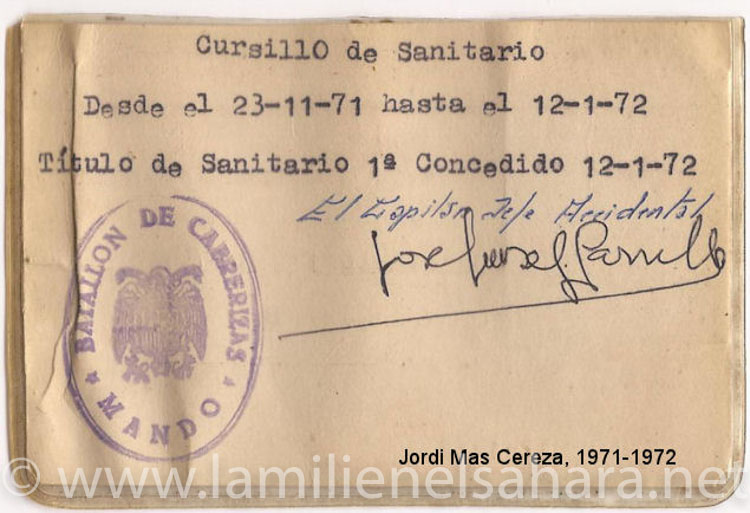 Cursillo de Sanitario
Desde el 23-11-71 hasta el 12-1-72
Título de Sanitario 1ª Concedido 12-1-72
El Capitán Jefe Accidental
BATALLON DE CABRERIZAS
MANDO
Jordi Mas Cereza, 1971-1972
© www.lamilienelsahara.net